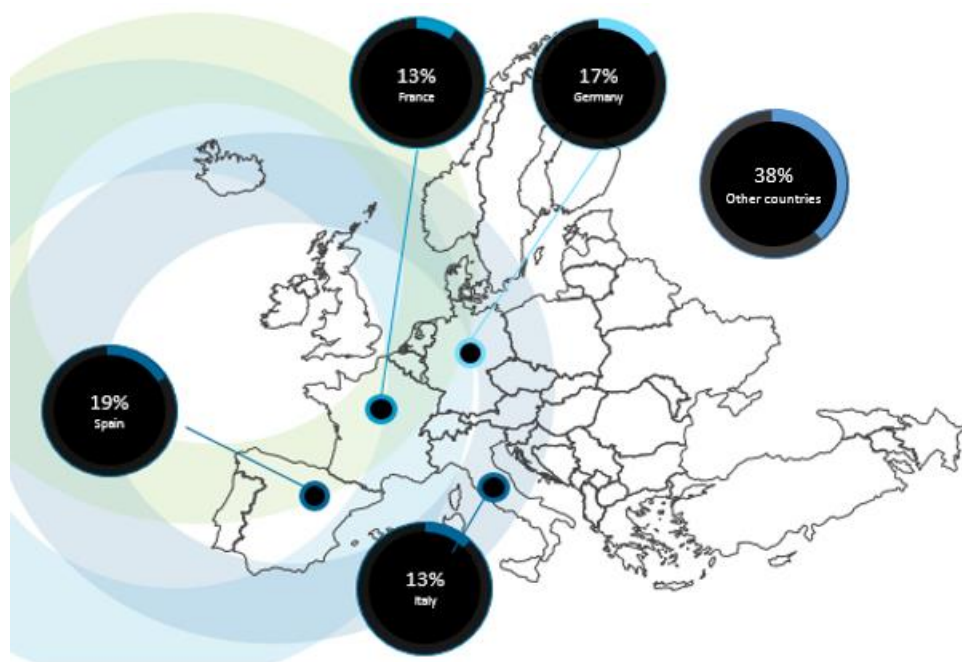 13%
France
17%
Germany
38%
Other countries
19%
Spain
13%
Italy